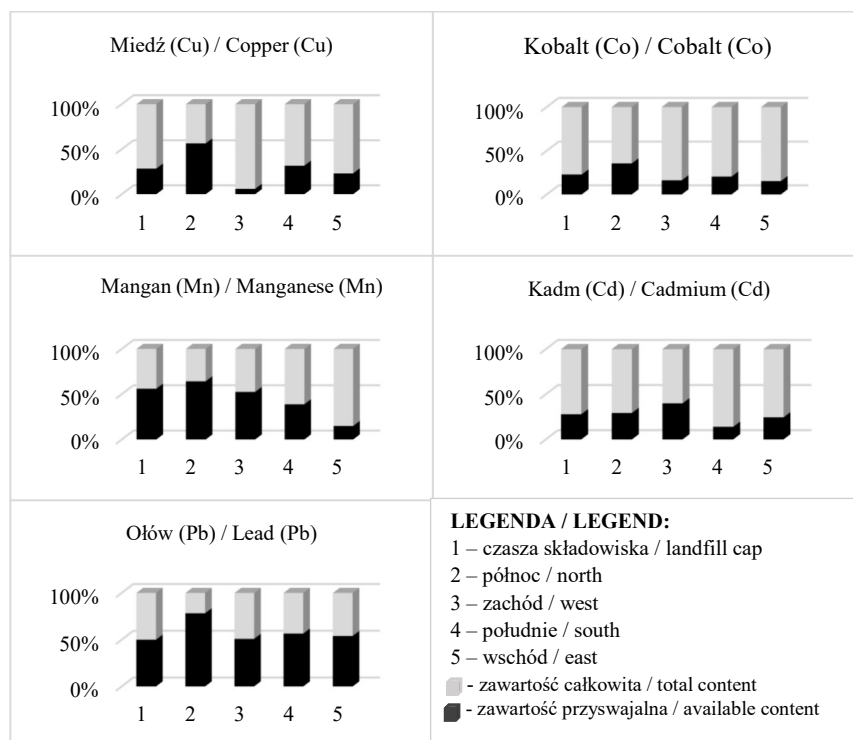 Miedź (Cu) / Copper (Cu)
100%
50%
0%
1 2 3 4 5
Kobalt (Co) / Cobalt (Co)
100%
50%
0%
1 2 3 4 5
Mangan (Mn) / Manganese (Mn)
100%
50%
0%
1 2 3 4 5
Kadm (Cd) / Cadmium (Cd)
100%
50%
0%
1 2 3 4 5
Ołów (Pb) / Lead (Pb)
100%
50%
0%
1 2 3 4 5
LEGENDA / LEGEND:
1 – czasza składowiska / landfill cap
2 – północ / north
3 – zachód / west
4 – południe / south
5 – wschód / east
- zawartość całkowita / total content
- zawartość przyswajalna / available content